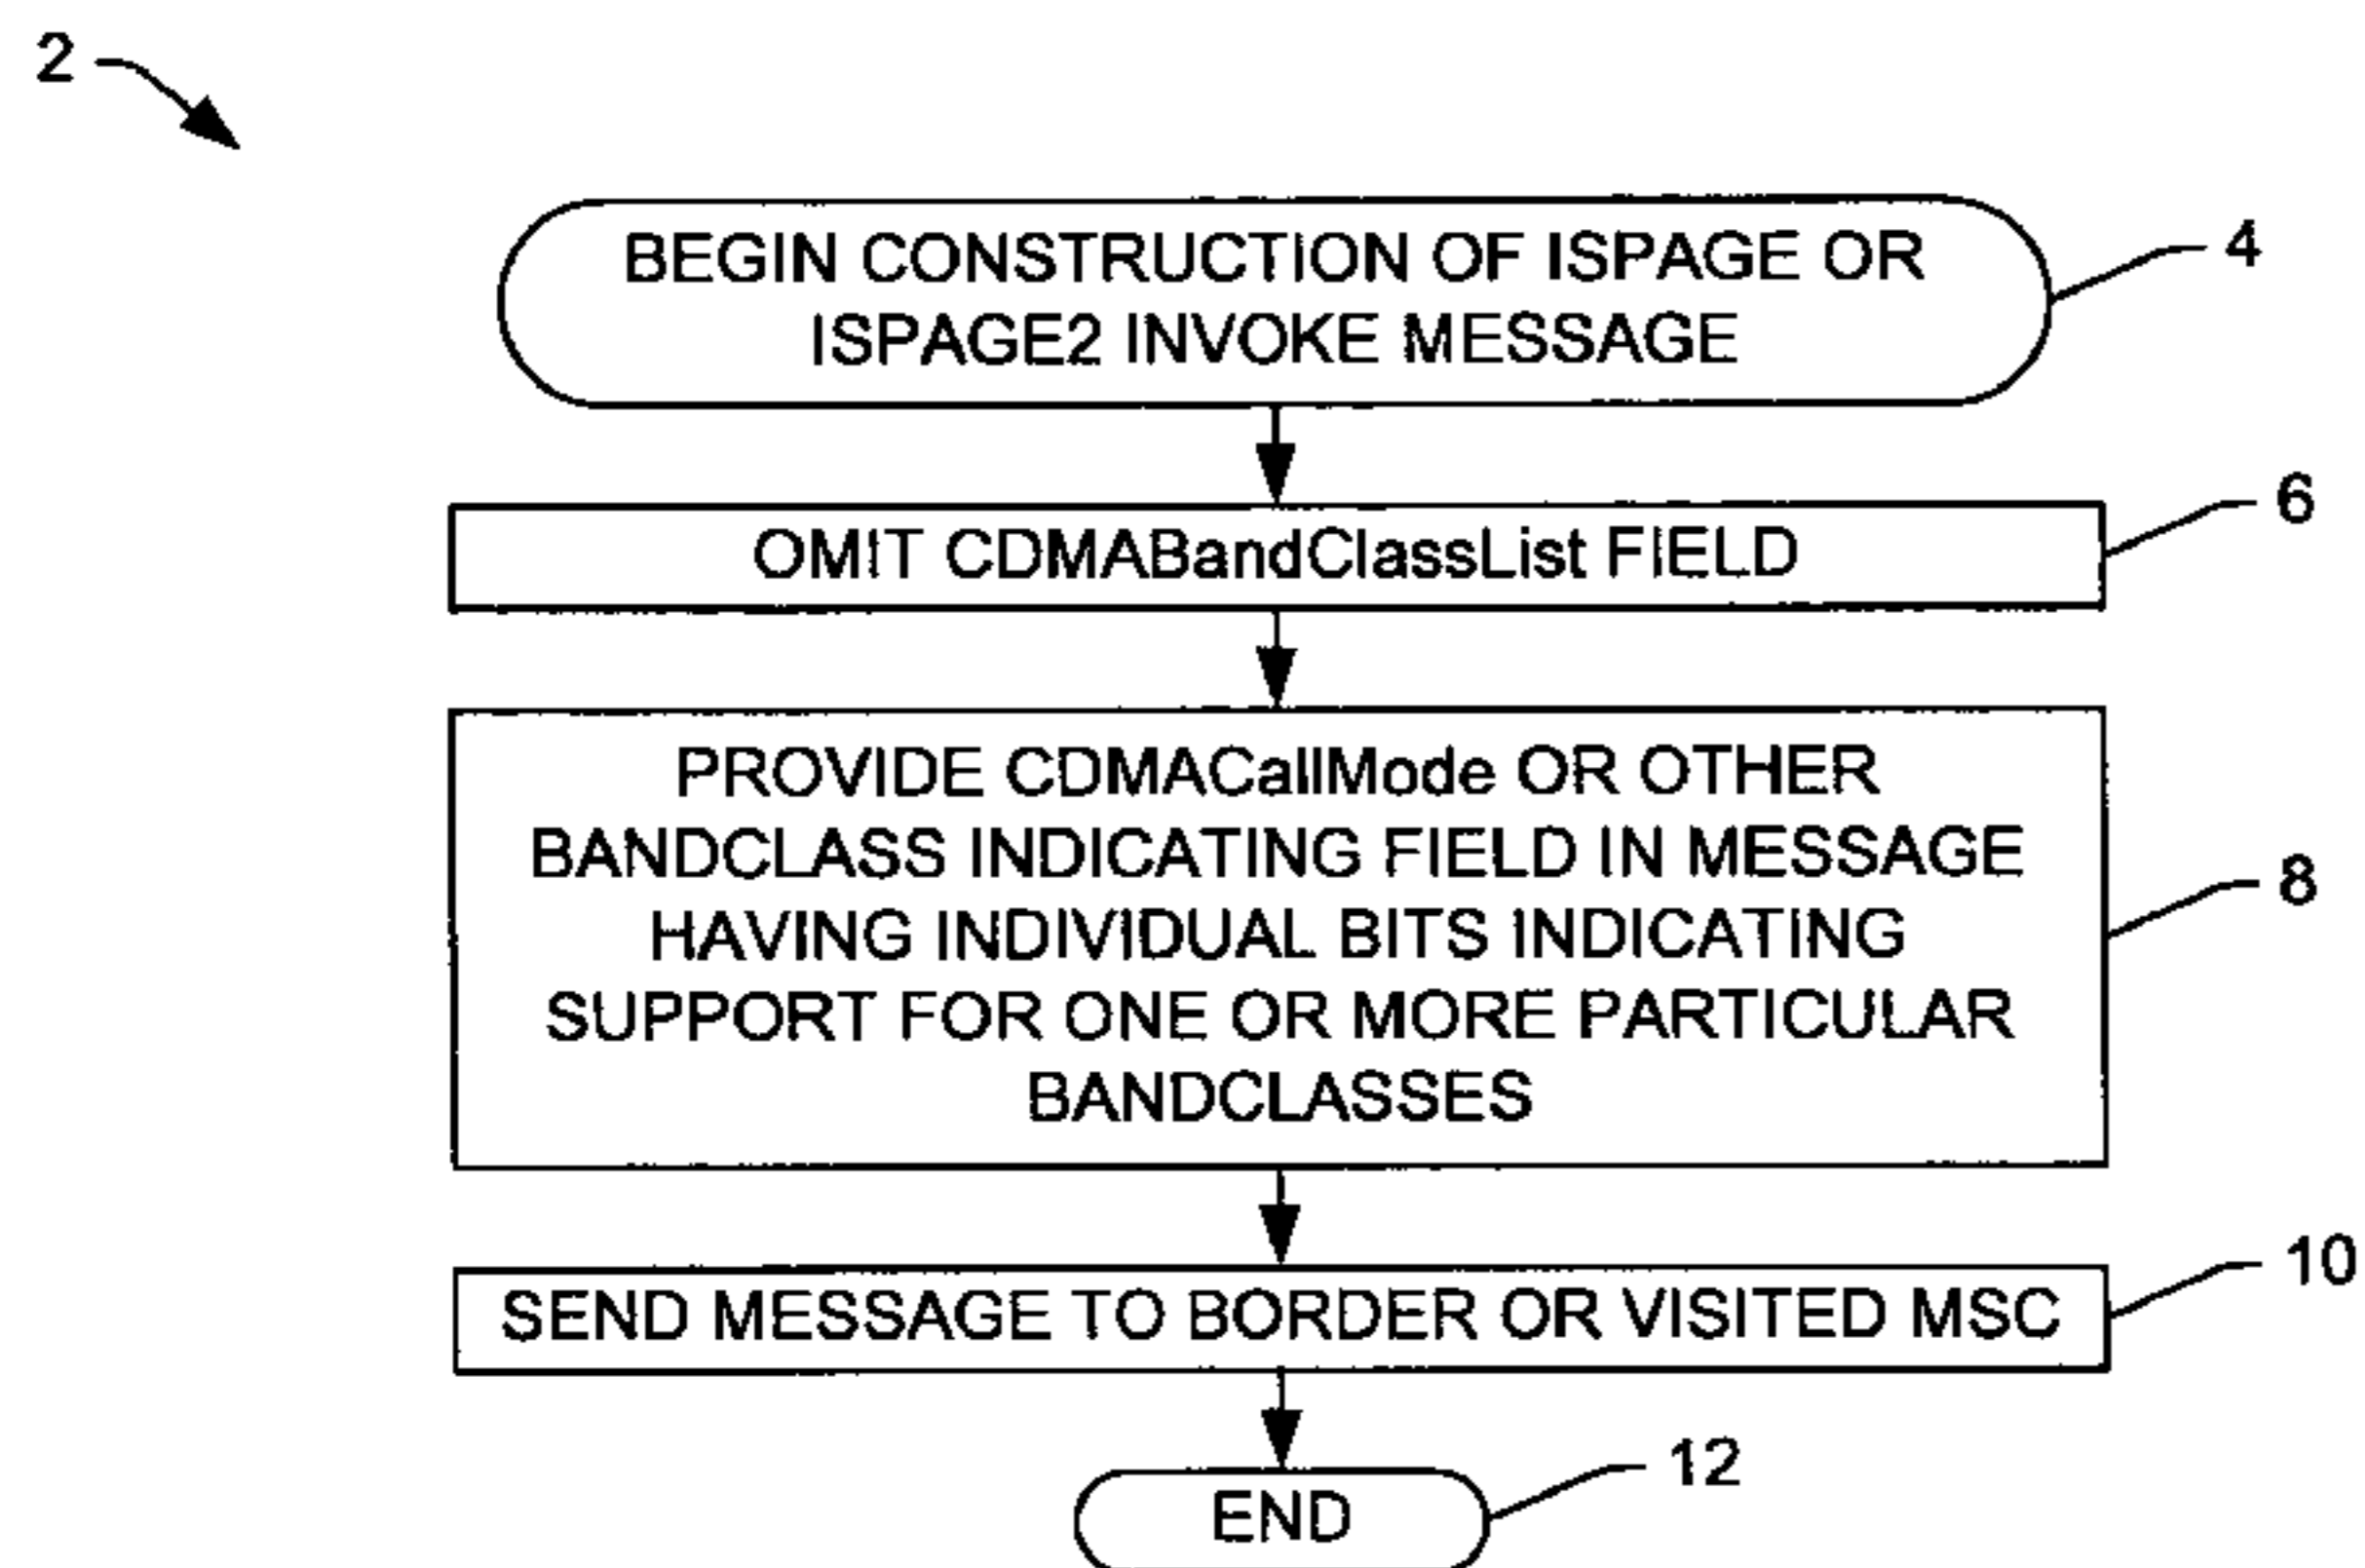 2
BEGIN CONSTRUCTION OF ISPAGE OR
ISPAGE2 INVOKE MESSAGE
4
OMIT CDMABandClassList FIELD
6
PROVIDE CDMACallMode OR OTHER
BANDCLASS INDICATING FIELD IN MESSAGE
HAVING INDIVIDUAL BITS INDICATING
SUPPORT FOR ONE OR MORE PARTICULAR
BANDCLASSES
8
SEND MESSAGE TO BORDER OR VISITED MSC
10
END
12